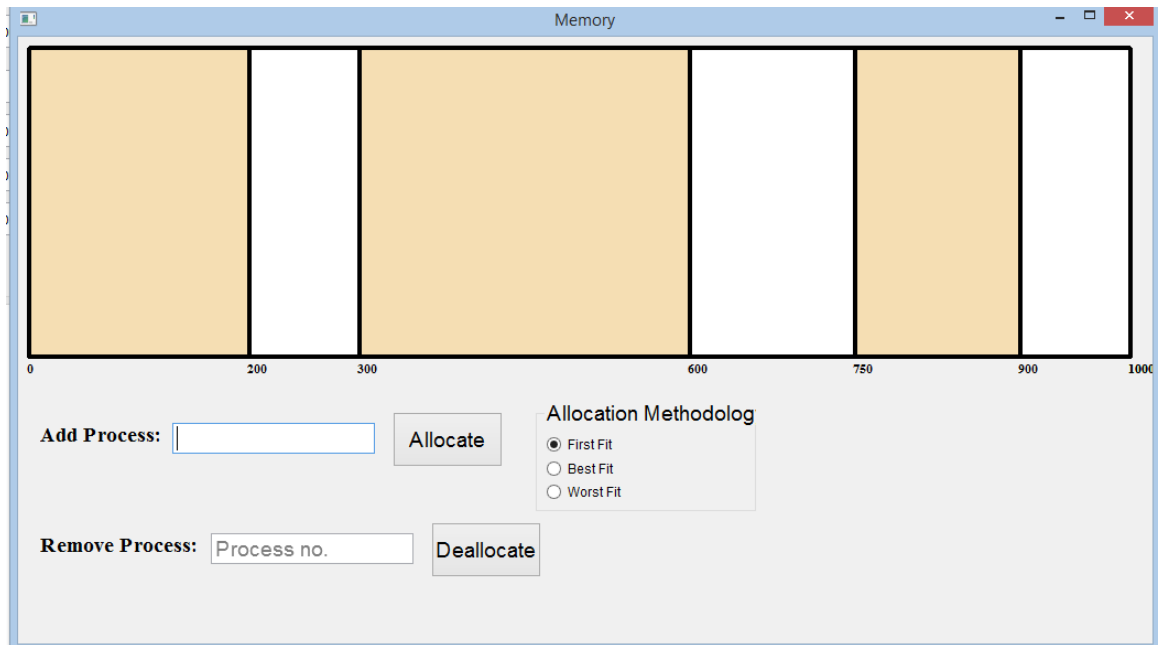 Memory
0 200 300 600 750 900 1000
Add Process: Allocate
Allocation Methodolog
First Fit
Best Fit
Worst Fit
Remove Process: Process no. Deallocate